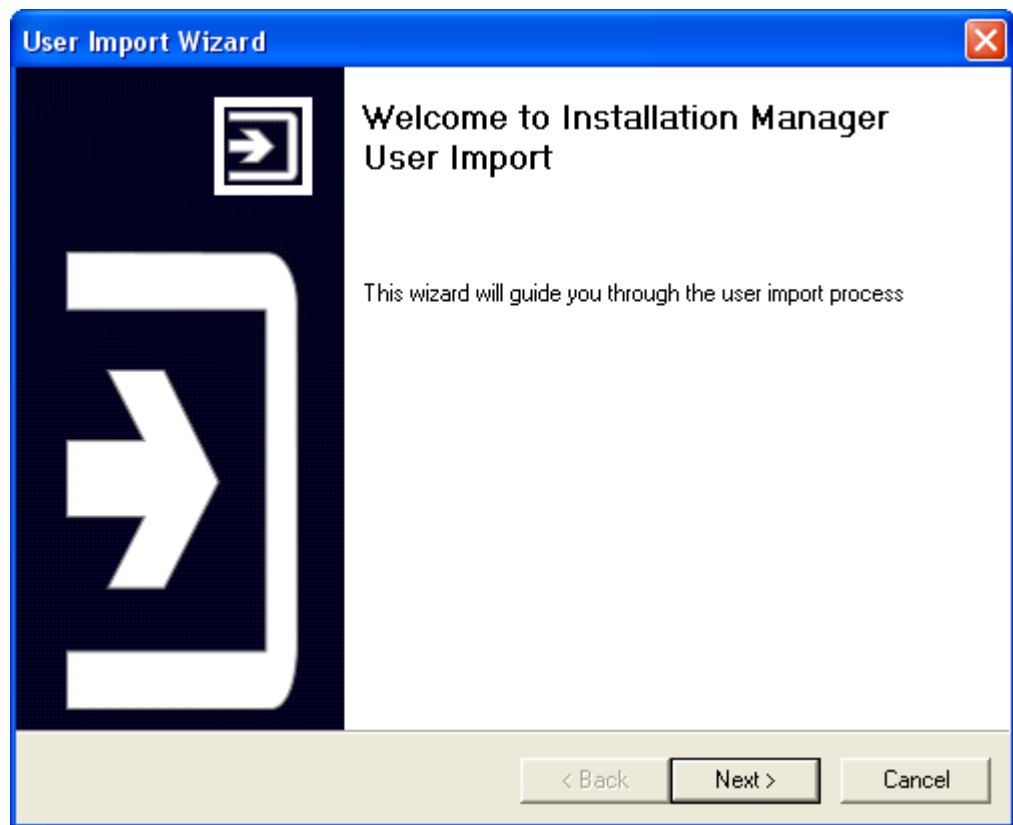 User Import Wizard
Welcome to Installation Manager
User Import
This wizard will guide you through the user import process
< Back
Next >
Cancel